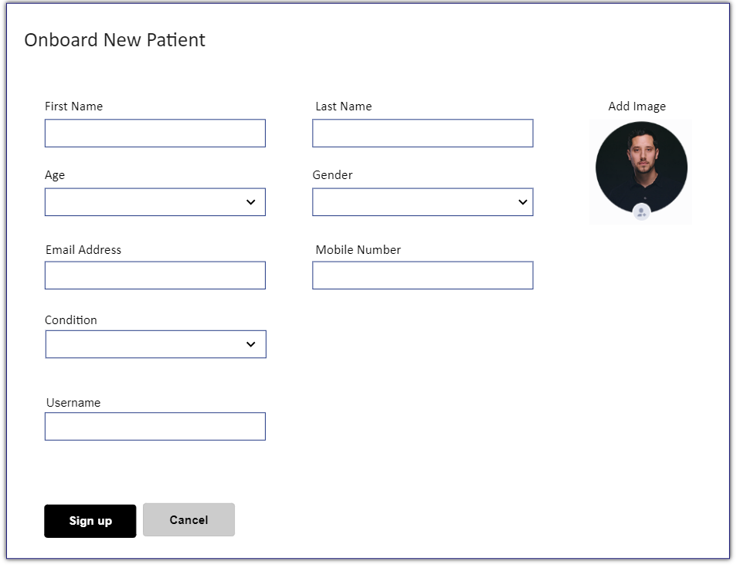 Onboard New Patient
First Name
Last Name
Add Image
Age
Gender
Email Address
Mobile Number
Condition
Username
Sign up
Cancel